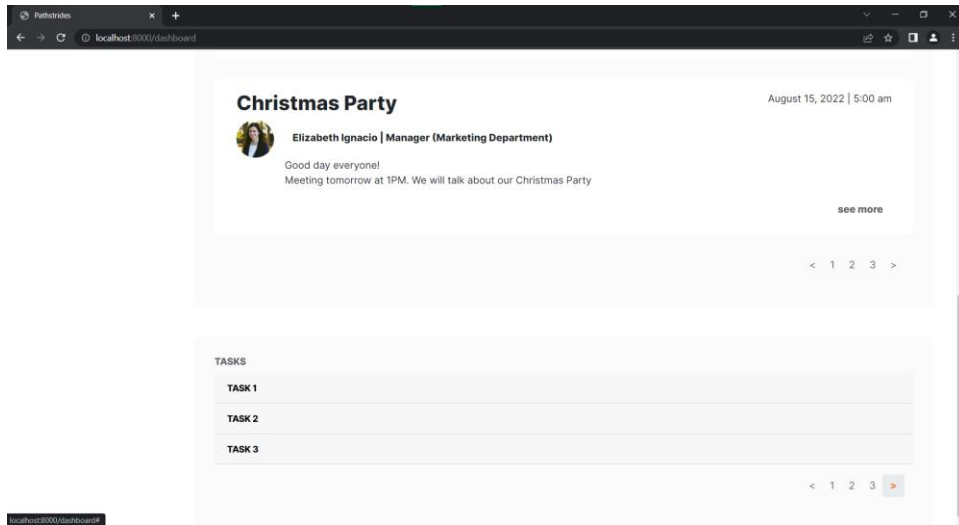 Pathstrides
localhost:8000/dashboard
Christmas Party
August 15, 2022 | 5:00 am
Elizabeth Ignacio | Manager (Marketing Department)
Good day everyone!
Meeting tomorrow at 1PM. We will talk about our Christmas Party
see more
< 1 2 3 >
TASKS
TASK 1
TASK 2
TASK 3
< 1 2 3 >
localhost:8000/dashboard#